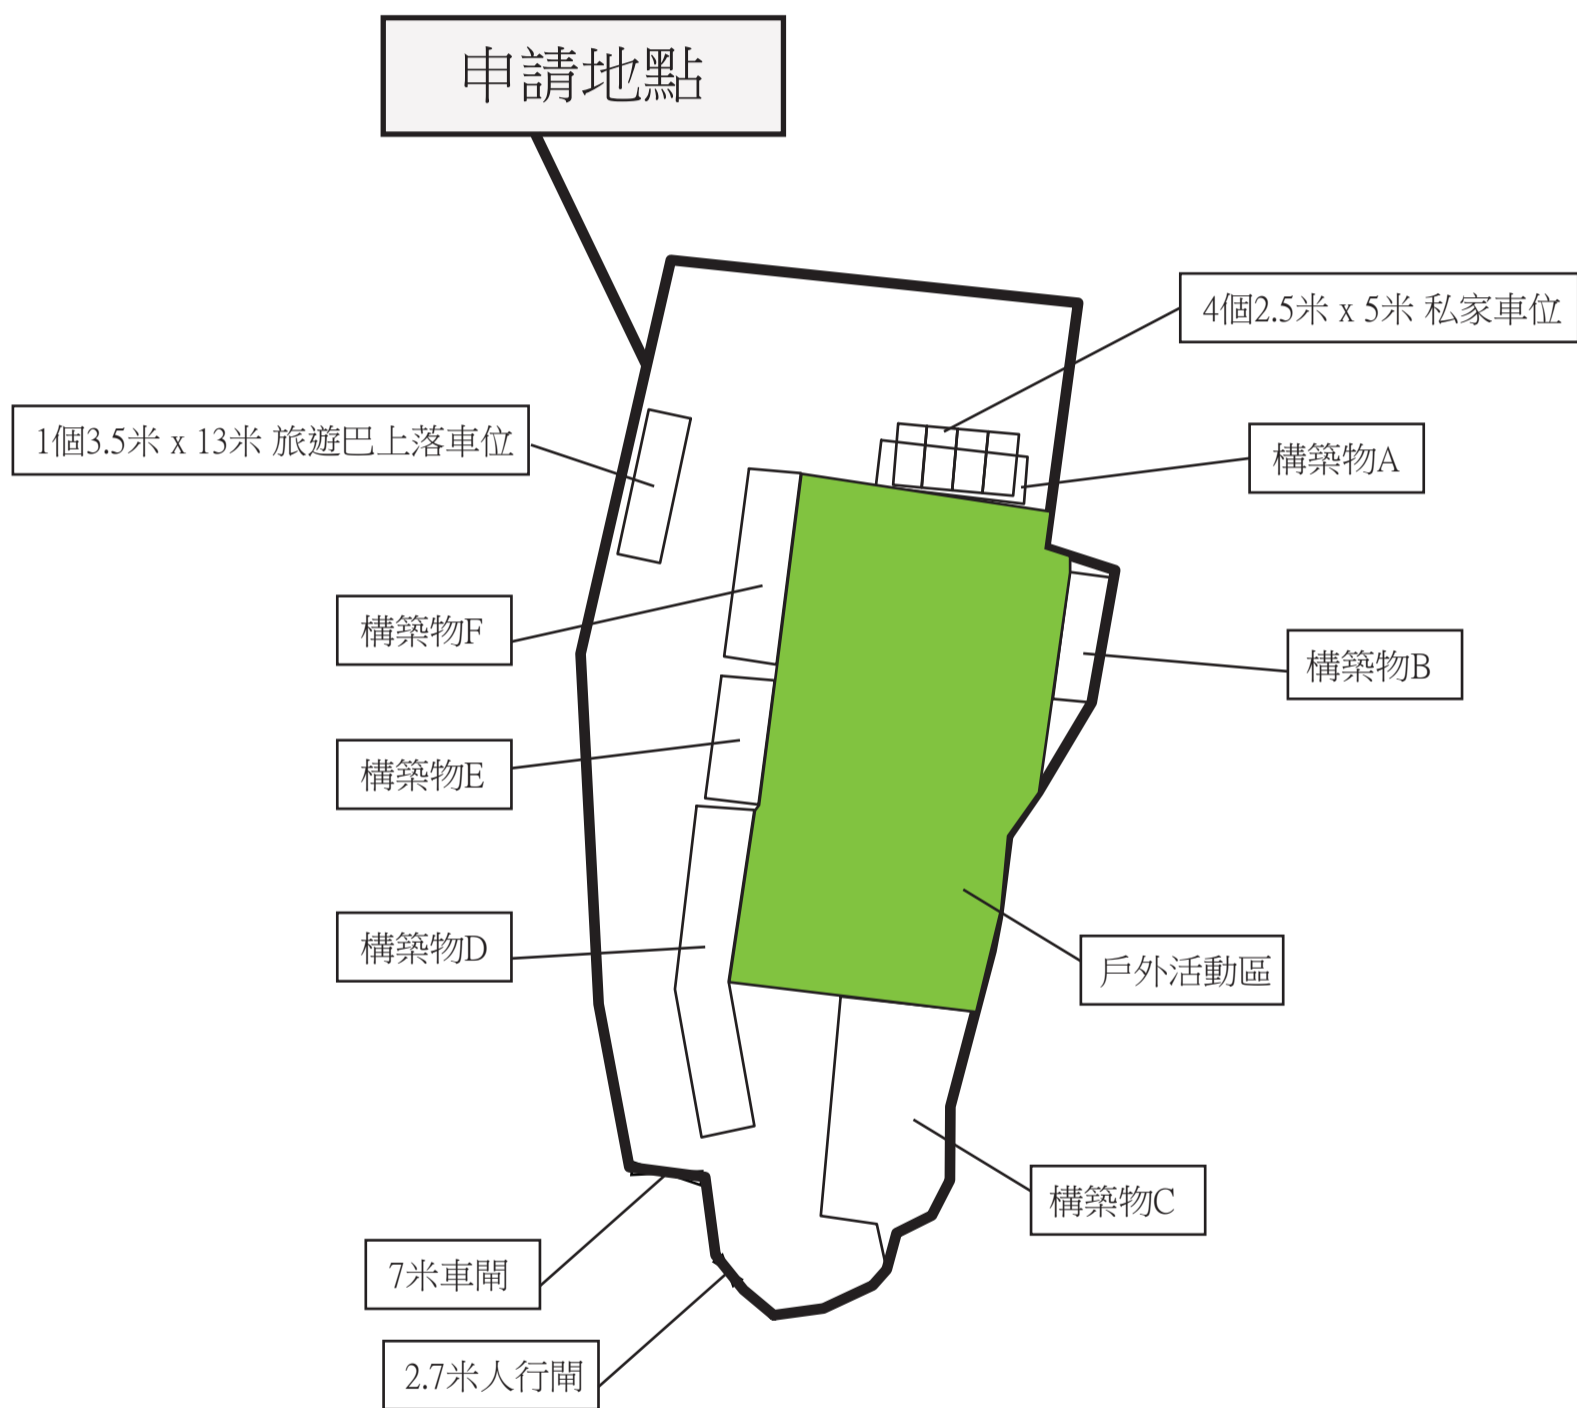 申請地點
4個2.5米 x 5米 私家車位
1個3.5米 x 13米 旅遊巴上落車位
構築物A
構築物F
構築物B
構築物E
構築物D
戶外活動區
構築物C
7米車閘
2.7米人行閘